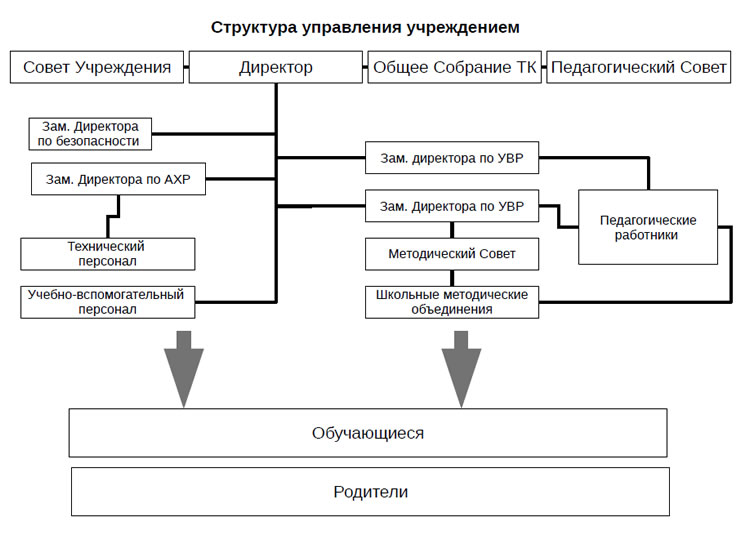 Структура управления учреждением
Совет Учреждения
Директор
Общее Собрание ТК
Педагогический Совет
Зам. Директора
по безопасности
Зам. директора по УВР
Зам. Директора по АХР
Зам. Директора по УВР
Педагогические
работники
Технический
персонал
Методический Совет
Учебно-вспомогательный
персонал
Школьные методические
объединения
Обучающиеся
Родители